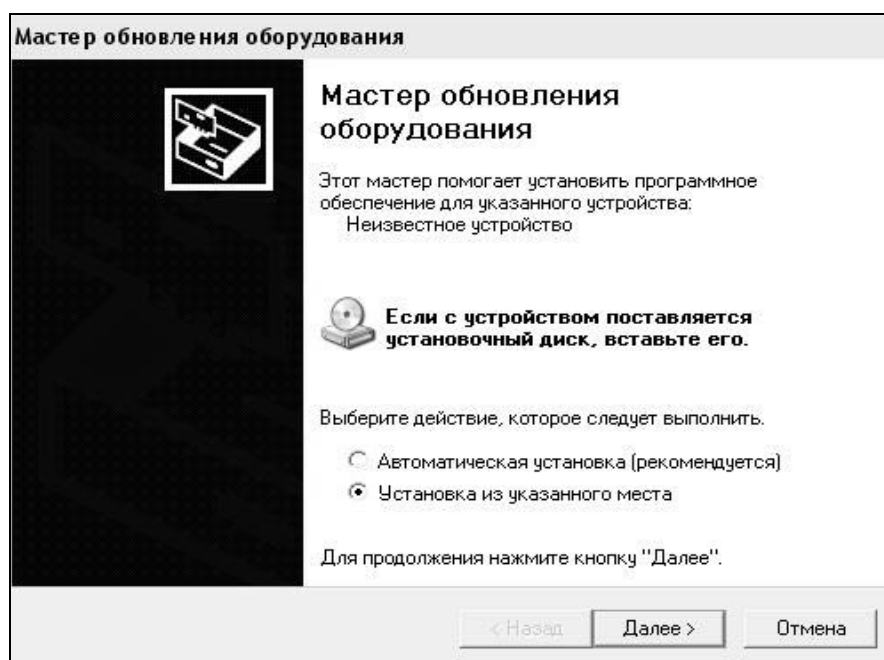 Мастер обновления оборудования
Мастер обновления
оборудования
Этот мастер помогает установить программное
обеспечение для указанного устройства:
Неизвестное устройство
Если с устройством поставляется
установочный диск, вставьте его.
Выберите действие, которое следует выполнить.
Автоматическая установка (рекомендуется)
Установка из указанного места
Для продолжения нажмите кнопку "Далее".
< Назад Далее > Отмена